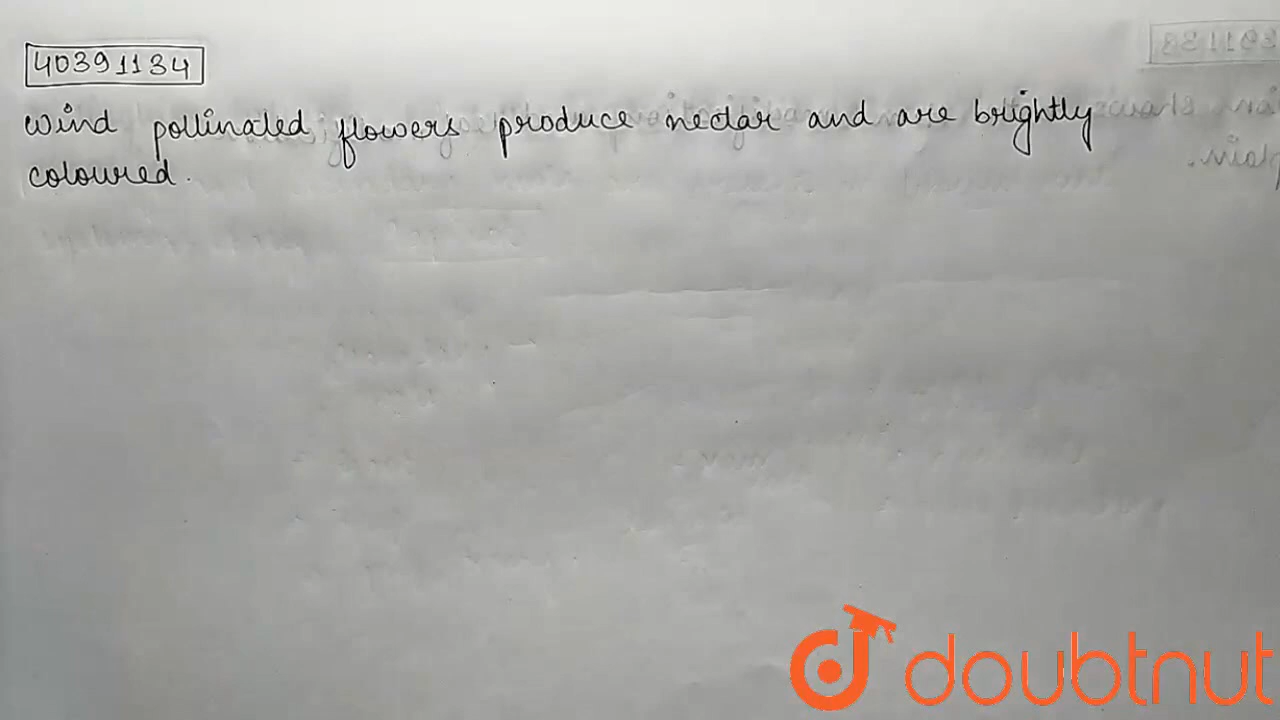 40391134
wind pollinated flowers produce nectar and are brightly
coloured.
doubtnut